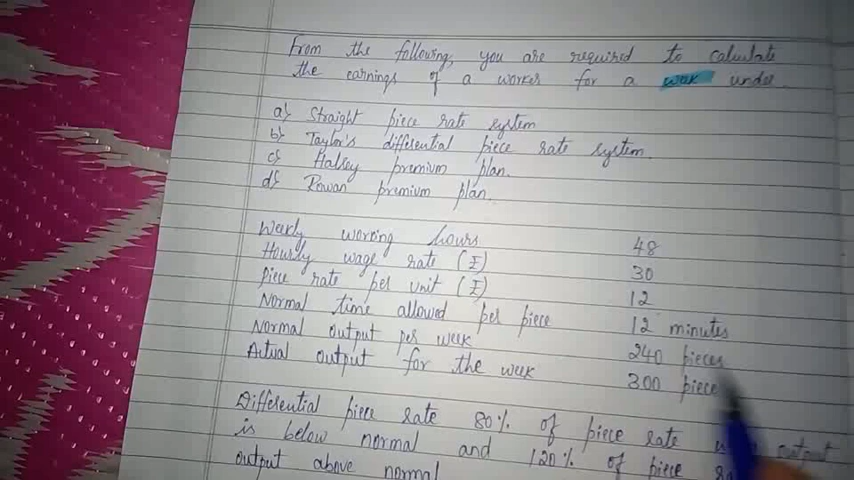 From the following, you are required to calculate
the earnings of a worker for a week under
a) Straight piece rate system
b) Taylor's differential piece rate system.
c) Halsey premium plan.
d) Rowan premium plan.
Weekly working hours 48
Hourly wage rate (₹) 30
Piece rate per unit (₹) 12
Normal time allowed per piece 12 minutes
Normal output per week 240 pieces
Actual output for the week 300 pieces
Differential piece rate 80% of piece rate output
is below normal and 120% of piece
output above normal